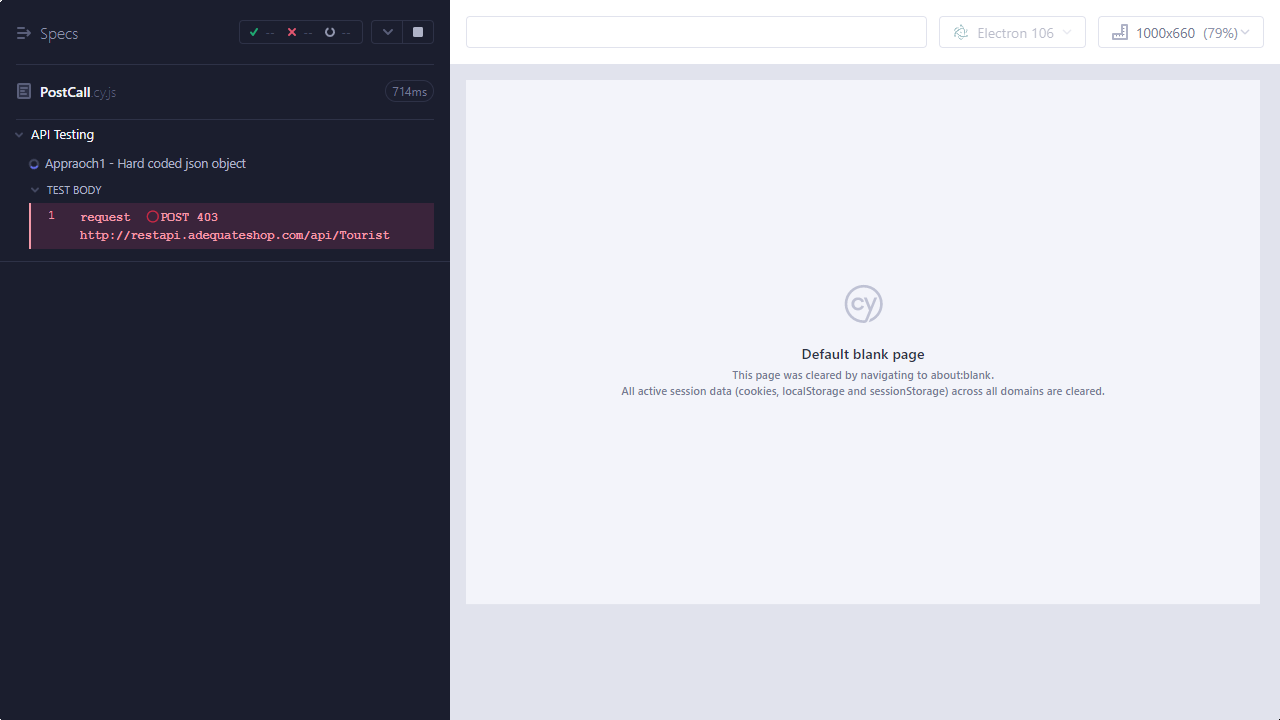 Specs
-- -- --
PostCall.cy.js
714ms
API Testing
Appraoch1 - Hard coded json object
TEST BODY
1 request POST 403
http://restapi.adequateshop.com/api/Tourist
Electron 106
1000x660 (79%)
cy
Default blank page
This page was cleared by navigating to about:blank.
All active session data (cookies, localStorage and sessionStorage) across all domains are cleared.